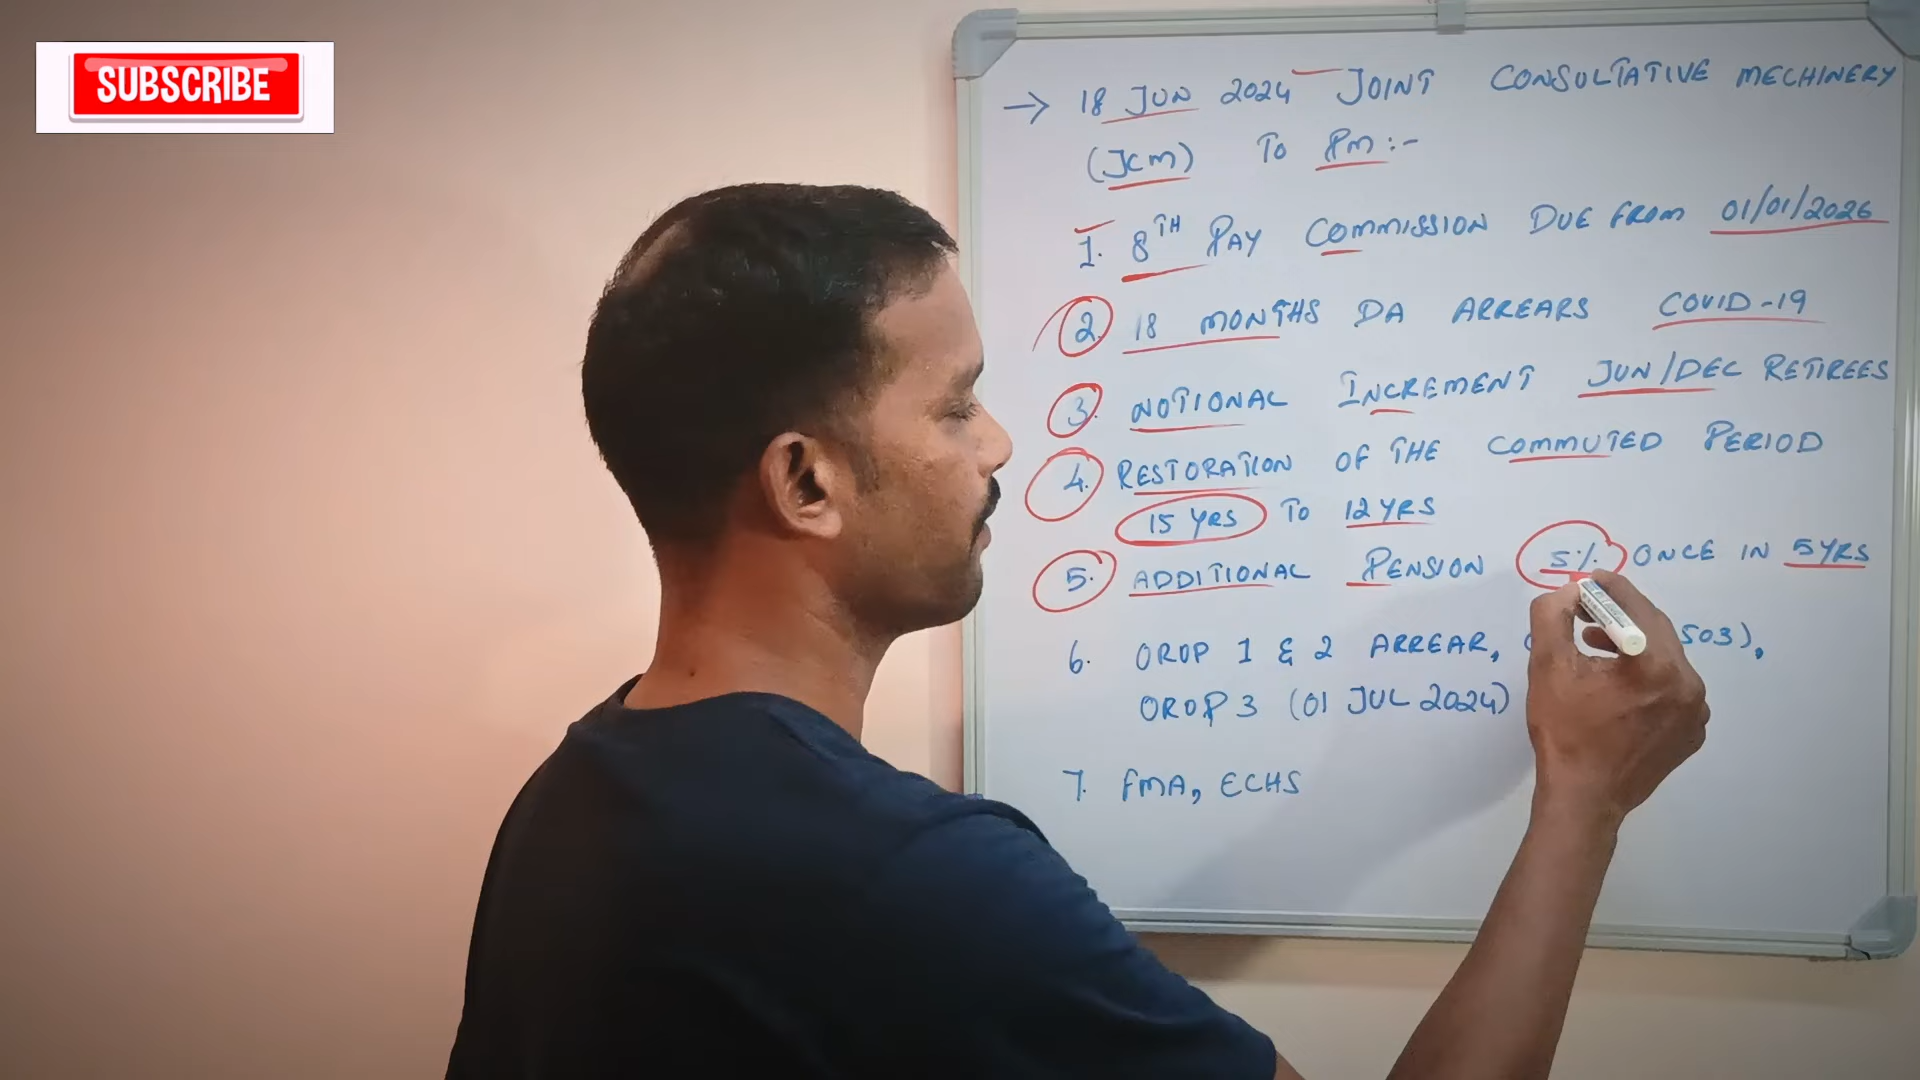 SUBSCRIBE
→ 18 JUN 2024 JOINT CONSULTATIVE MECHINERY
(JCM) TO PM:-
1. 8TH PAY COMMISSION DUE FROM 01/01/2026
2. 18 MONTHS DA ARREARS COVID-19
3. NOTIONAL INCREMENT JUN/DEC RETIREES
4. RESTORATION OF THE COMMUTED PERIOD
15 YRS TO 12 YRS
5. ADDITIONAL PENSION 5% ONCE IN 5 YRS
6. OROP 1 & 2 ARREAR, 503),
OROP 3 (01 JUL 2024)
7. FMA, ECHS